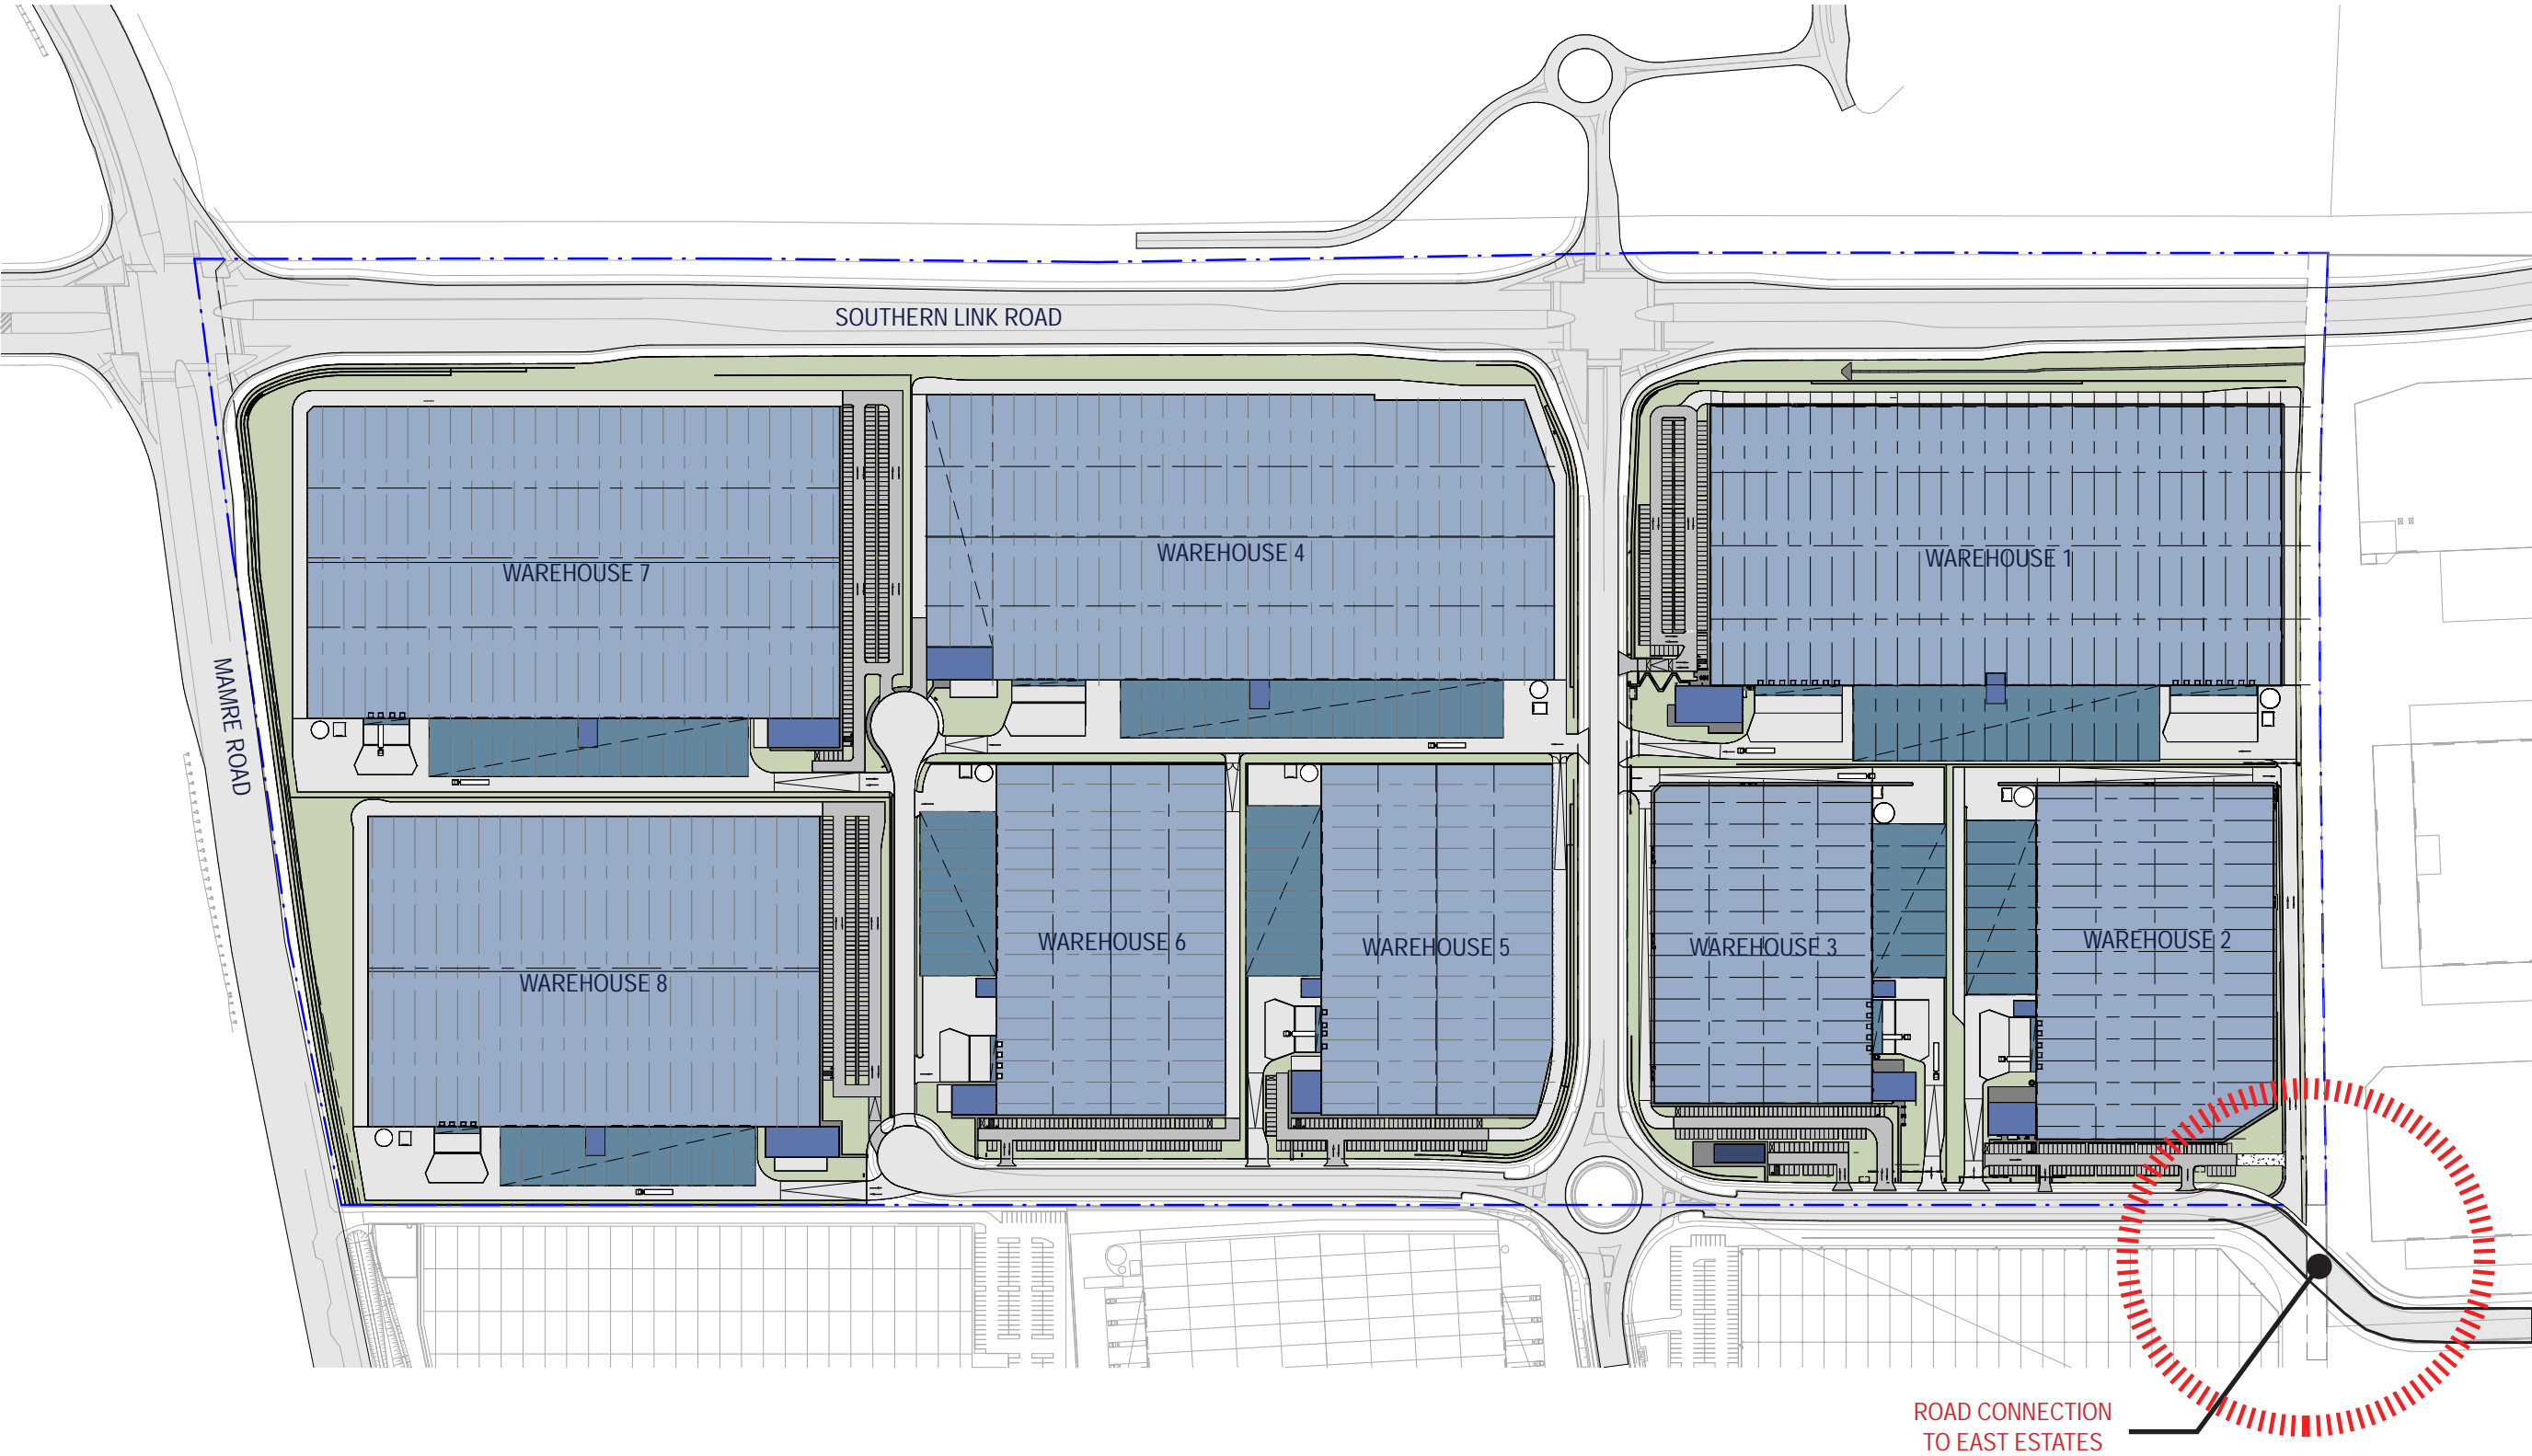 SOUTHERN LINK ROAD
WAREHOUSE 7
WAREHOUSE 4
WAREHOUSE 1
MAMRE ROAD
WAREHOUSE 8
WAREHOUSE 6
WAREHOUSE 5
WAREHOUSE 3
WAREHOUSE 2
ROAD CONNECTION
TO EAST ESTATES